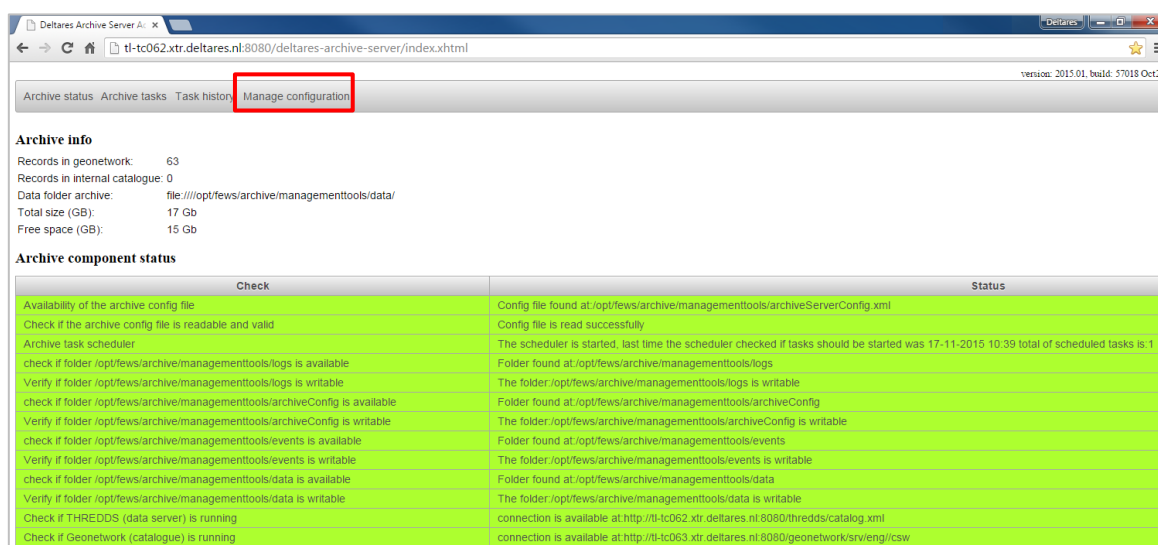 Deltares Archive Server Ac
Deltares
tl-tc062.xtr.deltares.nl:8080/deltares-archive-server/index.xhtml
version: 2015.01, build: 57018 Oct2
Archive status Archive tasks Task history Manage configuration
Archive info
Records in geonetwork: 63
Records in internal catalogue: 0
Data folder archive: file:////opt/fews/archive/managementtools/data/
Total size (GB): 17 Gb
Free space (GB): 15 Gb
Archive component status
Check Status
Availability of the archive config file Config file found at:/opt/fews/archive/managementtools/archiveServerConfig.xml
Check if the archive config file is readable and valid Config file is read successfully
Archive task scheduler The scheduler is started, last time the scheduler checked if tasks should be started was 17-11-2015 10:39 total of scheduled tasks is:1
check if folder /opt/fews/archive/managementtools/logs is available Folder found at:/opt/fews/archive/managementtools/logs
Verify if folder /opt/fews/archive/managementtools/logs is writable The folder:/opt/fews/archive/managementtools/logs is writable
check if folder /opt/fews/archive/managementtools/archiveConfig is available Folder found at:/opt/fews/archive/managementtools/archiveConfig
Verify if folder /opt/fews/archive/managementtools/archiveConfig is writable The folder:/opt/fews/archive/managementtools/archiveConfig is writable
check if folder /opt/fews/archive/managementtools/events is available Folder found at:/opt/fews/archive/managementtools/events
Verify if folder /opt/fews/archive/managementtools/events is writable The folder:/opt/fews/archive/managementtools/events is writable
check if folder /opt/fews/archive/managementtools/data is available Folder found at:/opt/fews/archive/managementtools/data
Verify if folder /opt/fews/archive/managementtools/data is writable The folder:/opt/fews/archive/managementtools/data is writable
Check if THREDDS (data server) is running connection is available at:http://tl-tc062.xtr.deltares.nl:8080/thredds/catalog.xml
Check if Geonetwork (catalogue) is running connection is available at:http://tl-tc063.xtr.deltares.nl:8080/geonetwork/srv/eng//csw